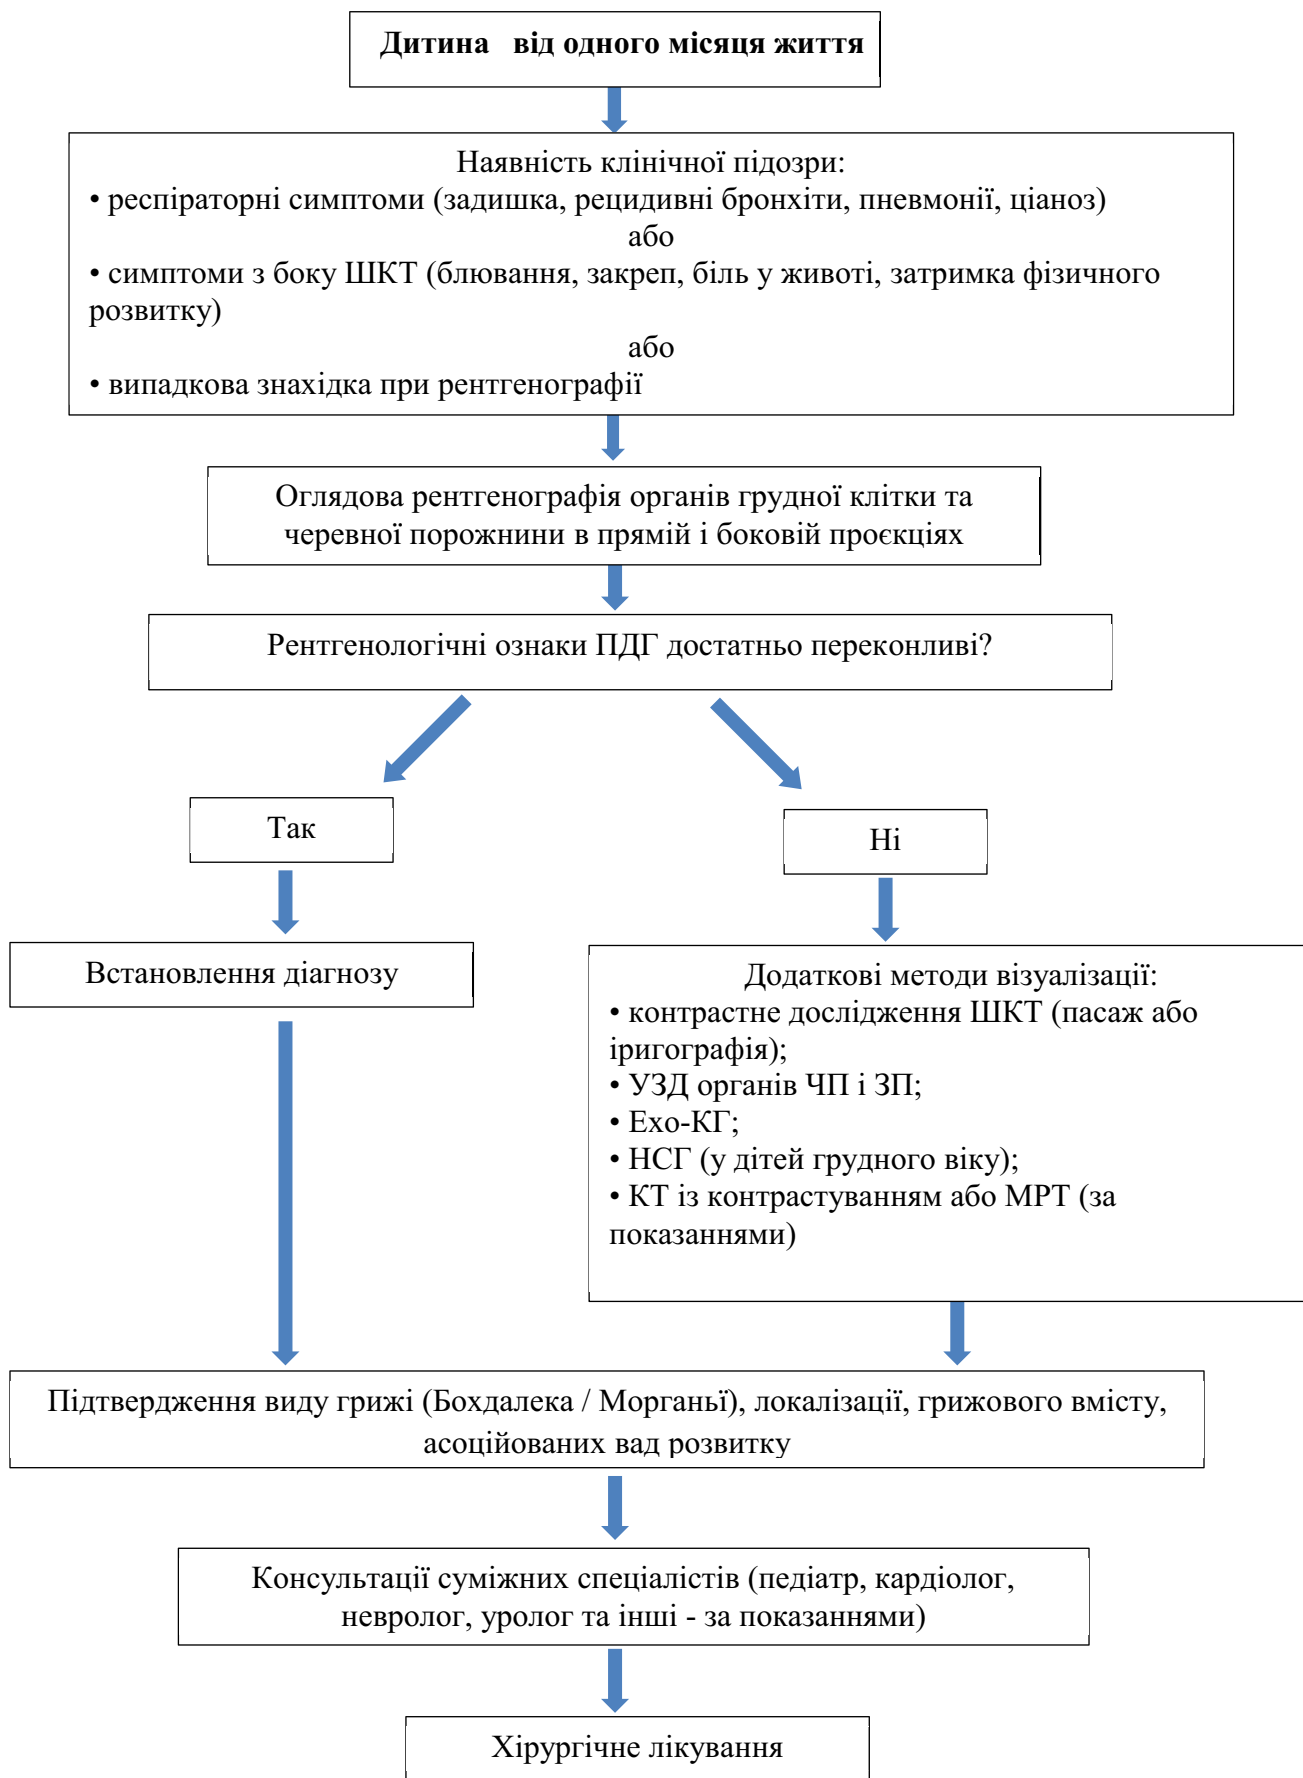 Дитина від одного місяця життя
Наявність клінічної підозри:
• респіраторні симптоми (задишка, рецидивні бронхіти, пневмонії, ціаноз)
або
• симптоми з боку ШКТ (блювання, закреп, біль у животі, затримка фізичного
розвитку)
або
• випадкова знахідка при рентгенографії
Оглядова рентгенографія органів грудної клітки та
черевної порожнини в прямій і боковій проєкціях
Рентгенологічні ознаки ПДГ достатньо переконливі?
Так
Ні
Встановлення діагнозу
Додаткові методи візуалізації:
• контрастне дослідження ШКТ (пасаж або
іригографія);
• УЗД органів ЧП і ЗП;
• Ехо-КГ;
• НСГ (у дітей грудного віку);
• КТ із контрастуванням або МРТ (за
показаннями)
Підтвердження виду грижі (Бохдалека / Морганьї), локалізації, грижового вмісту,
асоційованих вад розвитку
Консультації суміжних спеціалістів (педіатр, кардіолог,
невролог, уролог та інші - за показаннями)
Хірургічне лікування